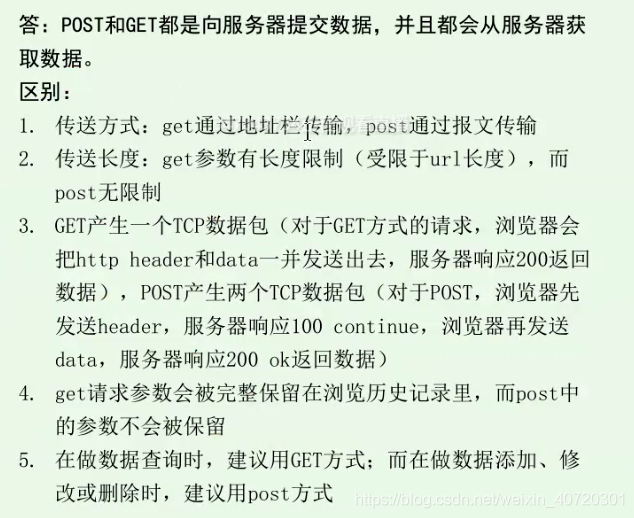 答：POST和GET都是向服务器提交数据，并且都会从服务器获
取数据。
区别：
1. 传送方式：get通过地址栏传输，post通过报文传输
2. 传送长度：get参数有长度限制（受限于url长度），而
post无限制
3. GET产生一个TCP数据包（对于GET方式的请求，浏览器会
把http header和data一并发送出去，服务器响应200返回
数据），POST产生两个TCP数据包（对于POST，浏览器先
发送header，服务器响应100 continue，浏览器再发送
data，服务器响应200 ok返回数据）
4. get请求参数会被完整保留在浏览历史记录里，而post中
的参数不会被保留
5. 在做数据查询时，建议用GET方式；而在做数据添加、修
改或删除时，建议用post方式
https://blog.csdn.net/weixin_40720301